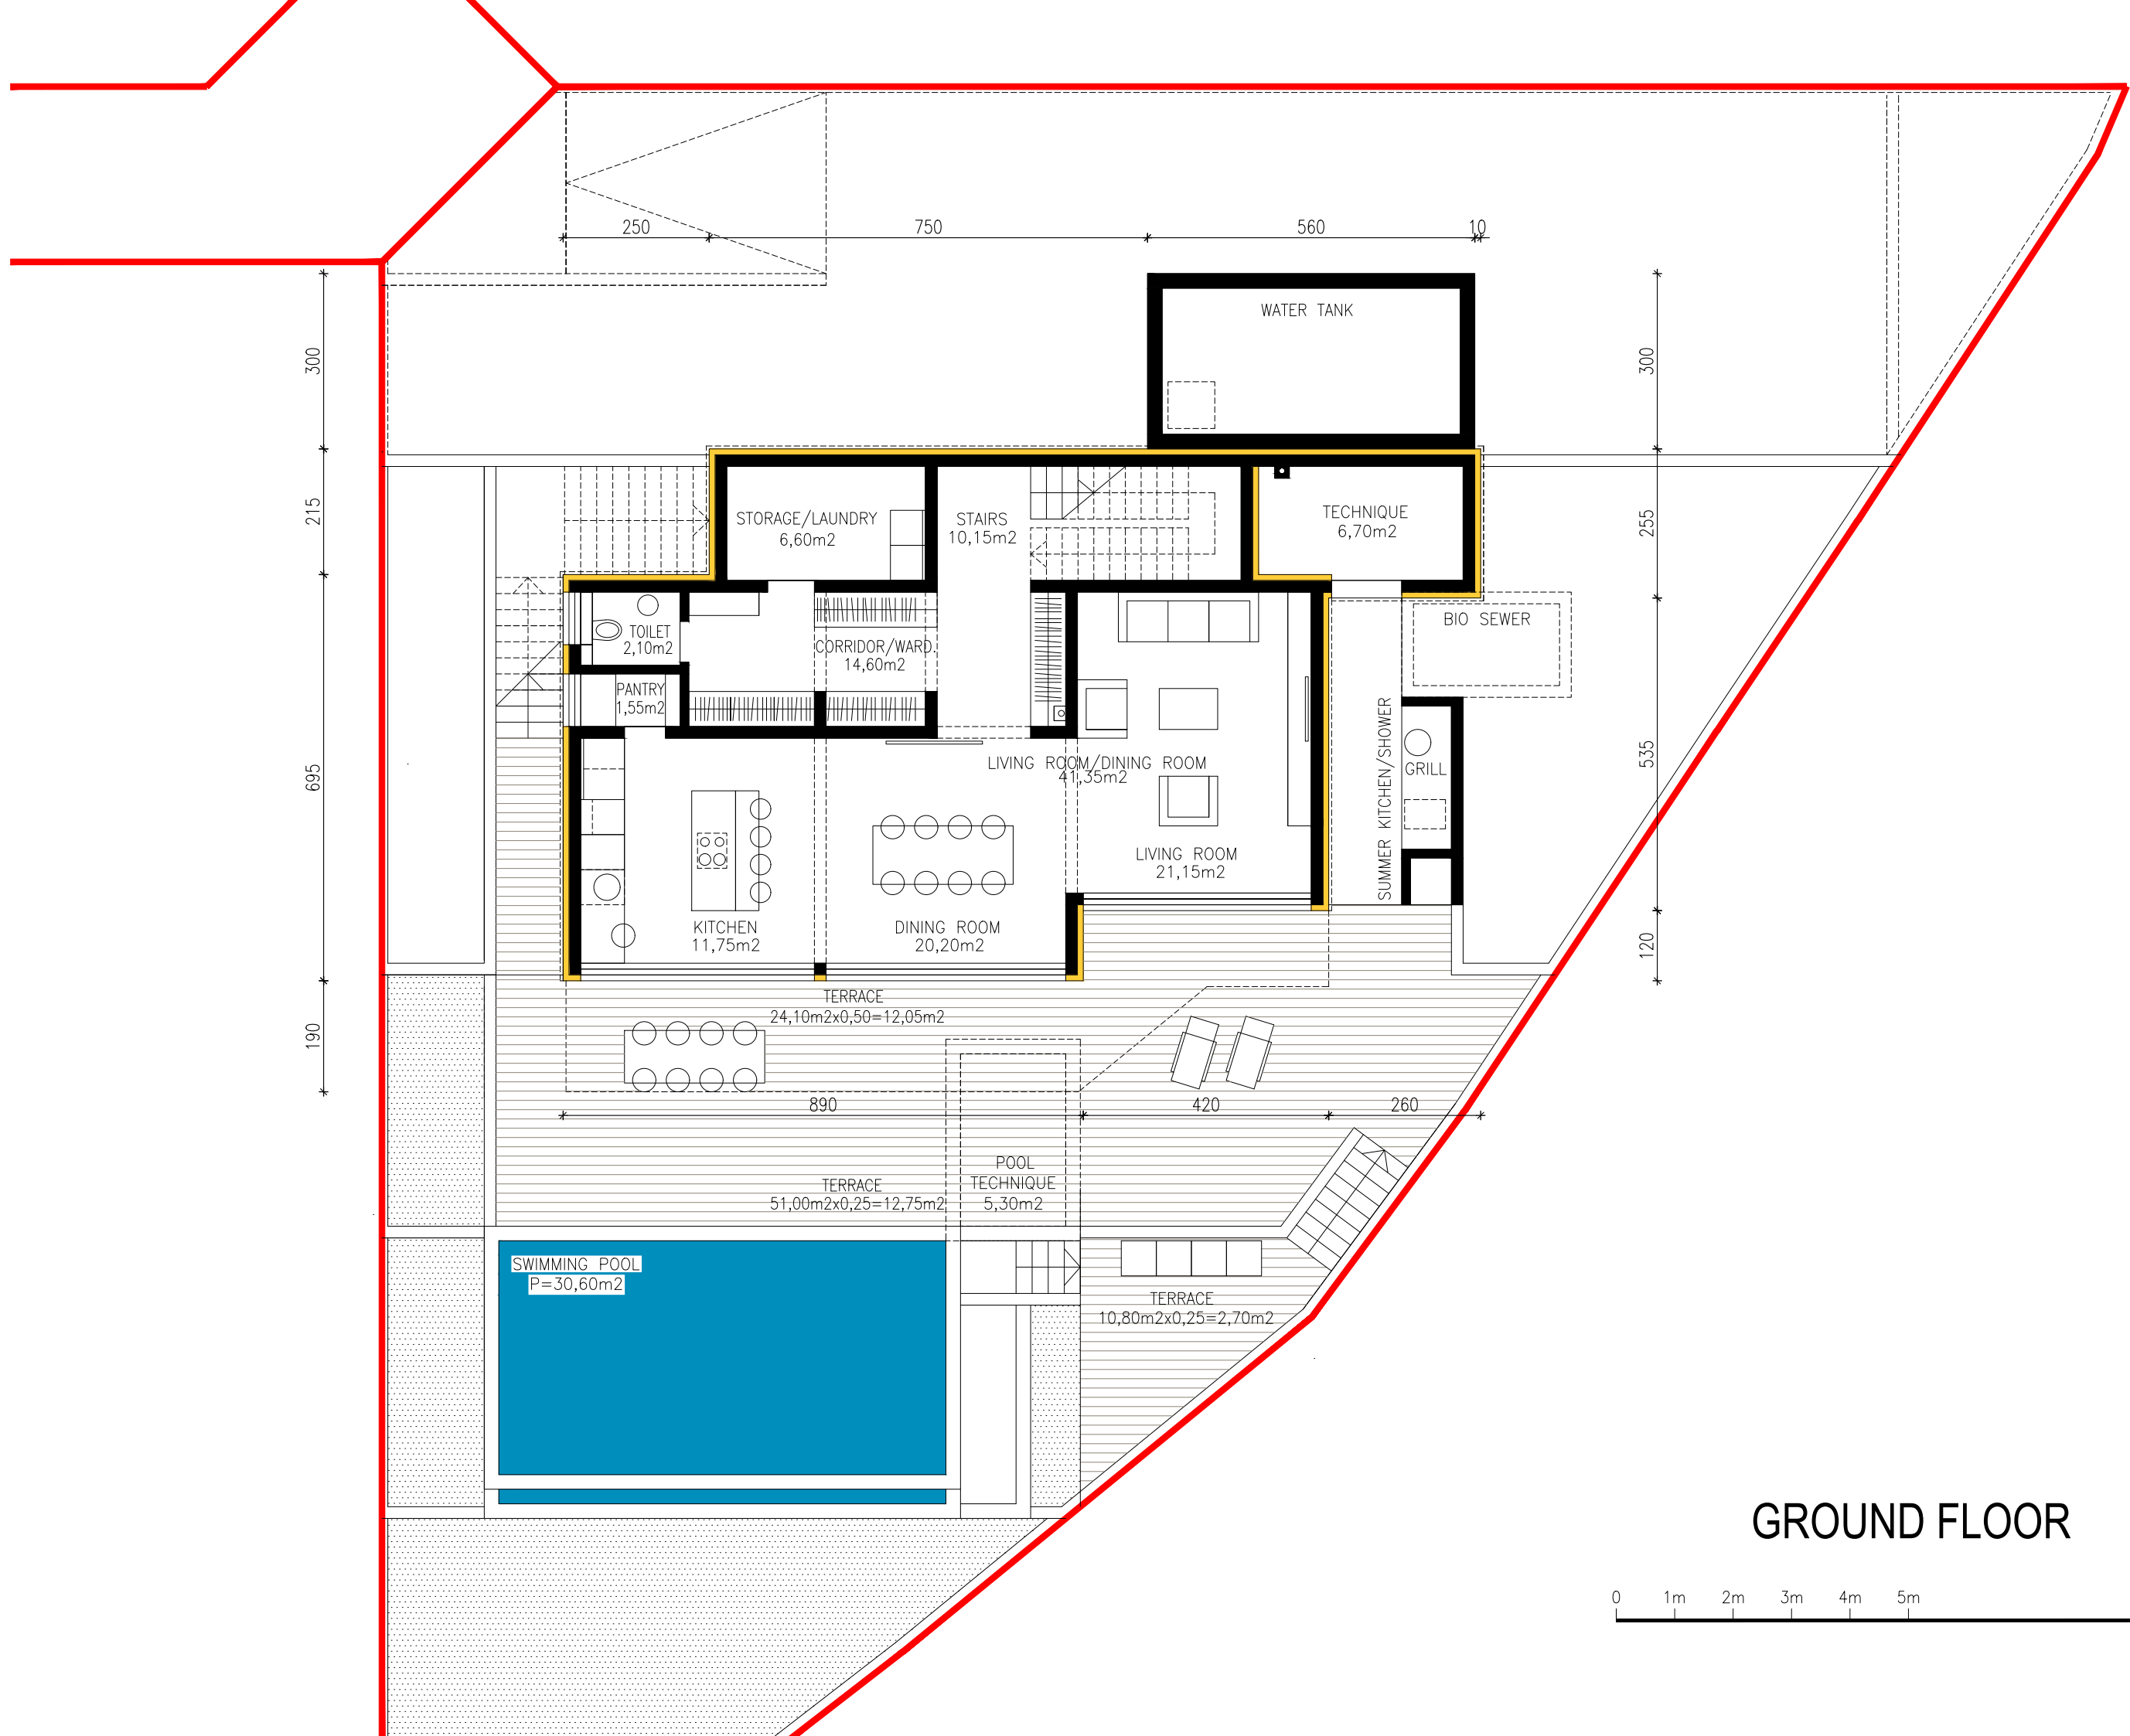 250
750
560
10
300
WATER TANK
300
215
STORAGE/LAUNDRY
6,60m2
STAIRS
10,15m2
TECHNIQUE
6,70m2
255
TOILET
2,10m2
CORRIDOR/WARD.
14,60m2
BIO SEWER
PANTRY
1,55m2
695
LIVING ROOM/DINING ROOM
41,35m2
SUMMER KITCHEN/SHOWER
GRILL
535
LIVING ROOM
21,15m2
KITCHEN
11,75m2
DINING ROOM
20,20m2
120
TERRACE
24,10m2x0,50=12,05m2
190
890
420
260
POOL
TECHNIQUE
5,30m2
TERRACE
51,00m2x0,25=12,75m2
SWIMMING POOL
P=30,60m2
TERRACE
10,80m2x0,25=2,70m2
GROUND FLOOR
0 1m 2m 3m 4m 5m